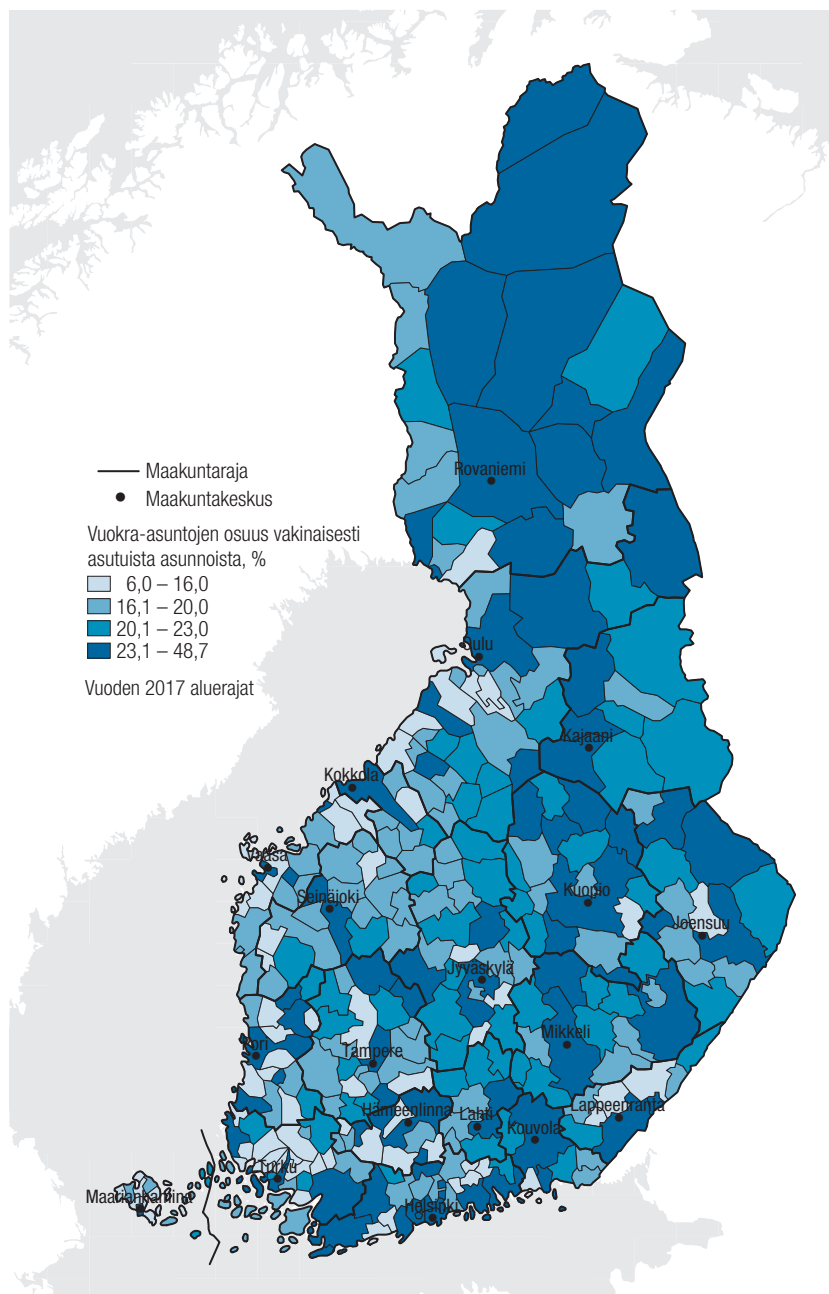 Maakuntaraja
Maakuntakeskus
Vuokra-asuntojen osuus vakinaisesti
asutuista asunnoista, %
6,0 – 16,0
16,1 – 20,0
20,1 – 23,0
23,1 – 48,7
Vuoden 2017 aluerajat
Rovaniemi
Oulu
Kajaani
Kokkola
Vaasa
Seinäjoki
Kuopio
Joensuu
Jyväskylä
Mikkeli
Pori
Tampere
Hämeenlinna
Lahti
Lappeenranta
Kouvola
Turku
Maarianhamina
Helsinki